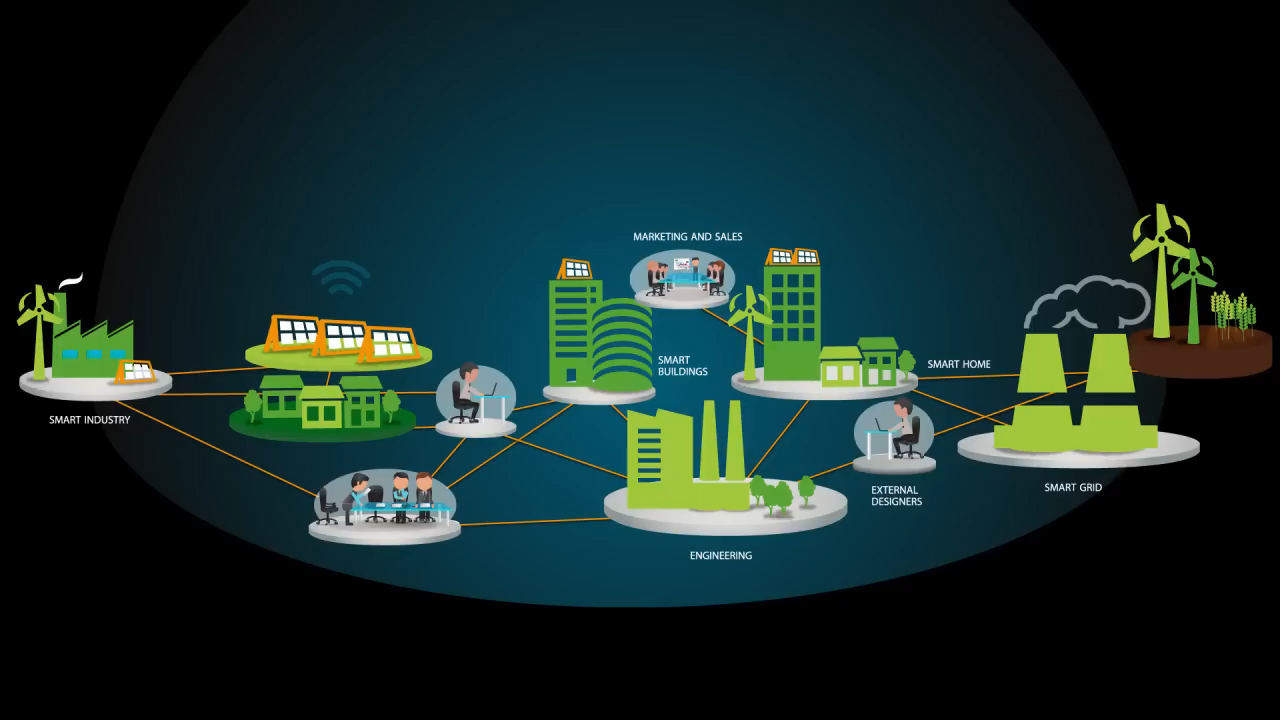 MARKETING AND SALES
SMART
BUILDINGS
SMART HOME
SMART INDUSTRY
EXTERNAL
DESIGNERS
SMART GRID
ENGINEERING